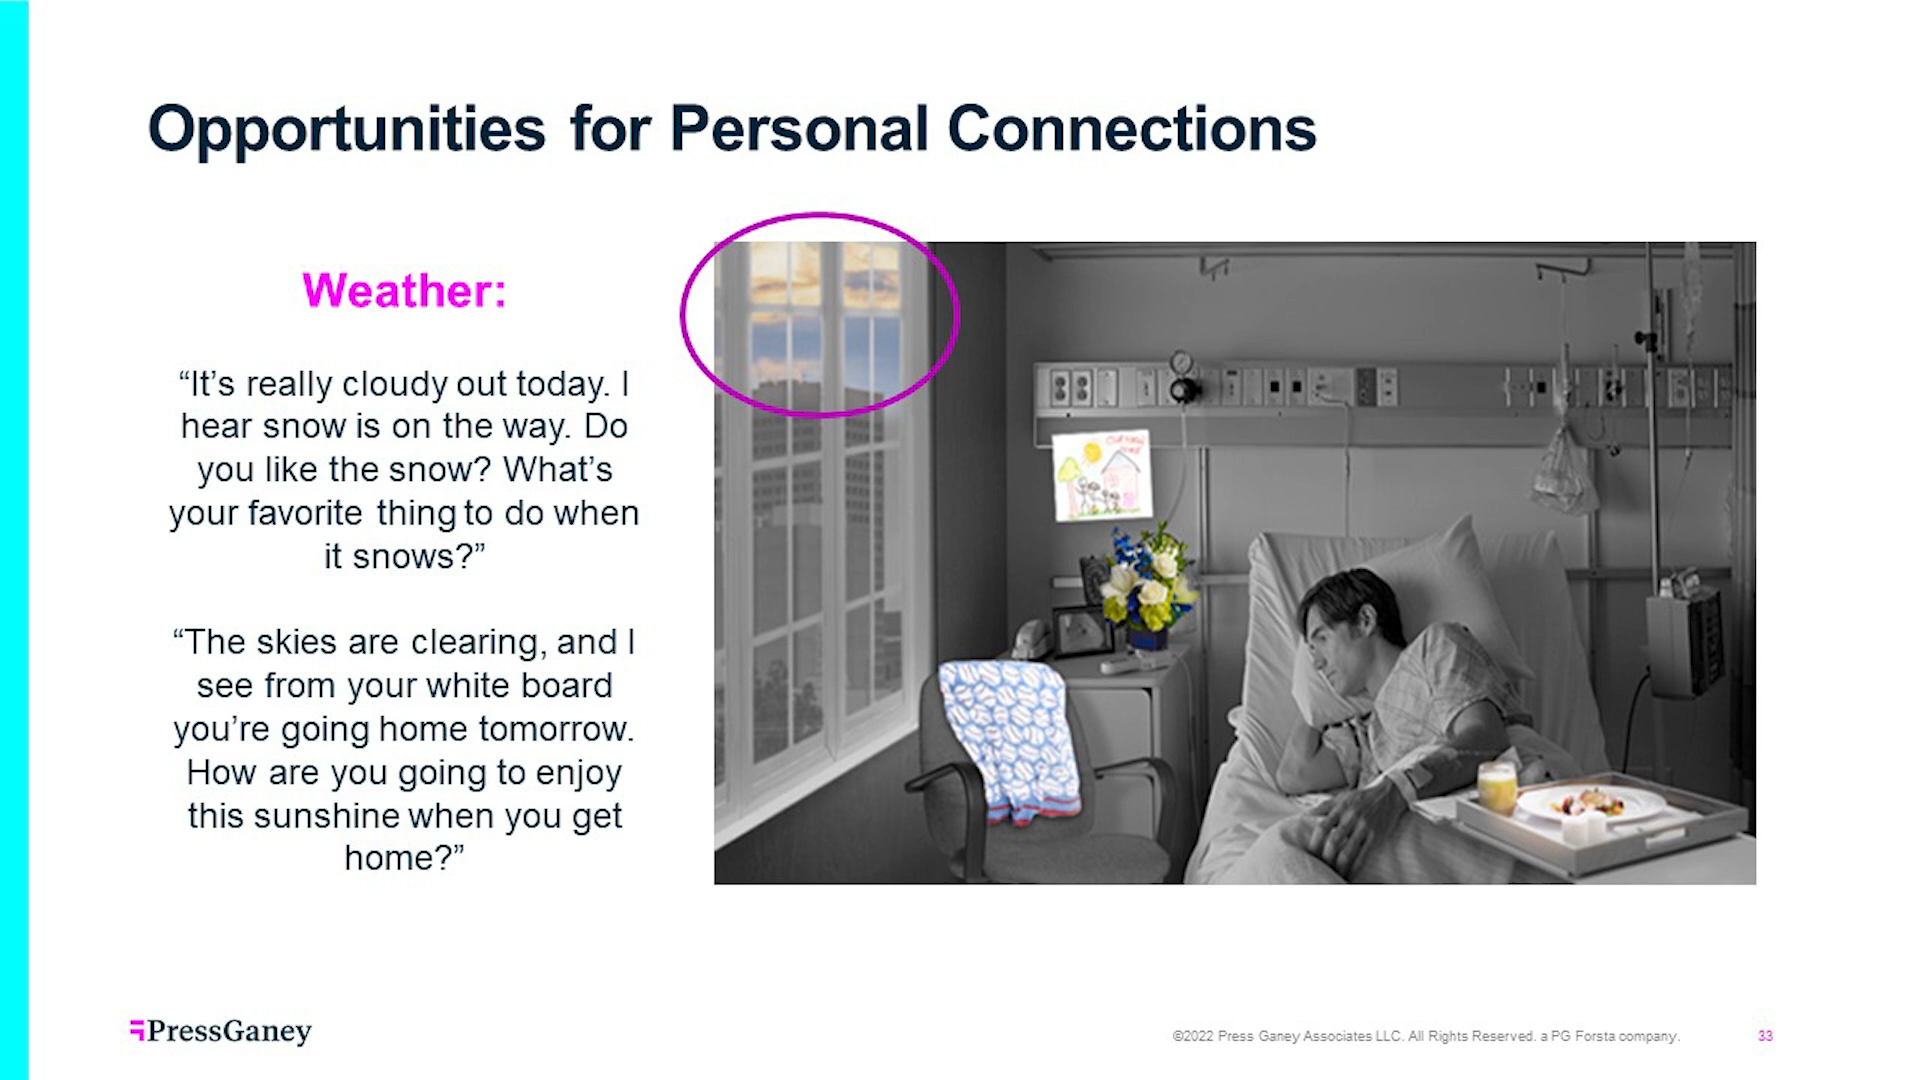 Opportunities for Personal Connections
Weather:
“It’s really cloudy out today. I
hear snow is on the way. Do
you like the snow? What’s
your favorite thing to do when
it snows?”
“The skies are clearing, and I
see from your white board
you’re going home tomorrow.
How are you going to enjoy
this sunshine when you get
home?”
PressGaney
©2022 Press Ganey Associates LLC. All Rights Reserved. a PG Forsta company.
33